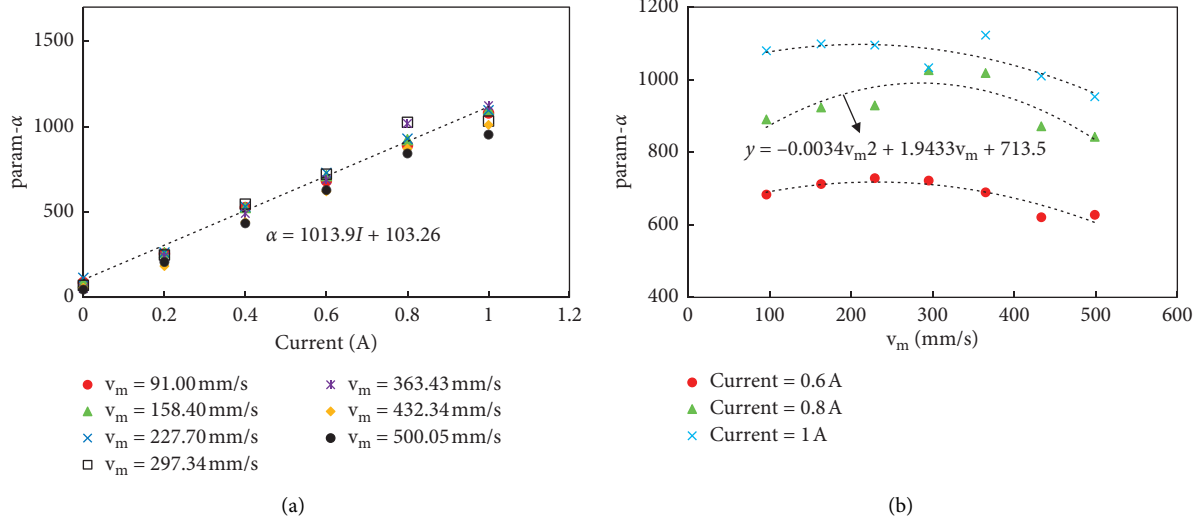 1500
1000
500
0
param-α
0 0.2 0.4 0.6 0.8 1 1.2
Current (A)
α = 1013.9I + 103.26
v_m = 91.00 mm/s
v_m = 158.40 mm/s
v_m = 227.70 mm/s
v_m = 297.34 mm/s
v_m = 363.43 mm/s
v_m = 432.34 mm/s
v_m = 500.05 mm/s
(a)
1200
1000
800
600
400
param-α
0 100 200 300 400 500 600
v_m (mm/s)
y = −0.0034v_m2 + 1.9433v_m + 713.5
Current = 0.6 A
Current = 0.8 A
Current = 1 A
(b)